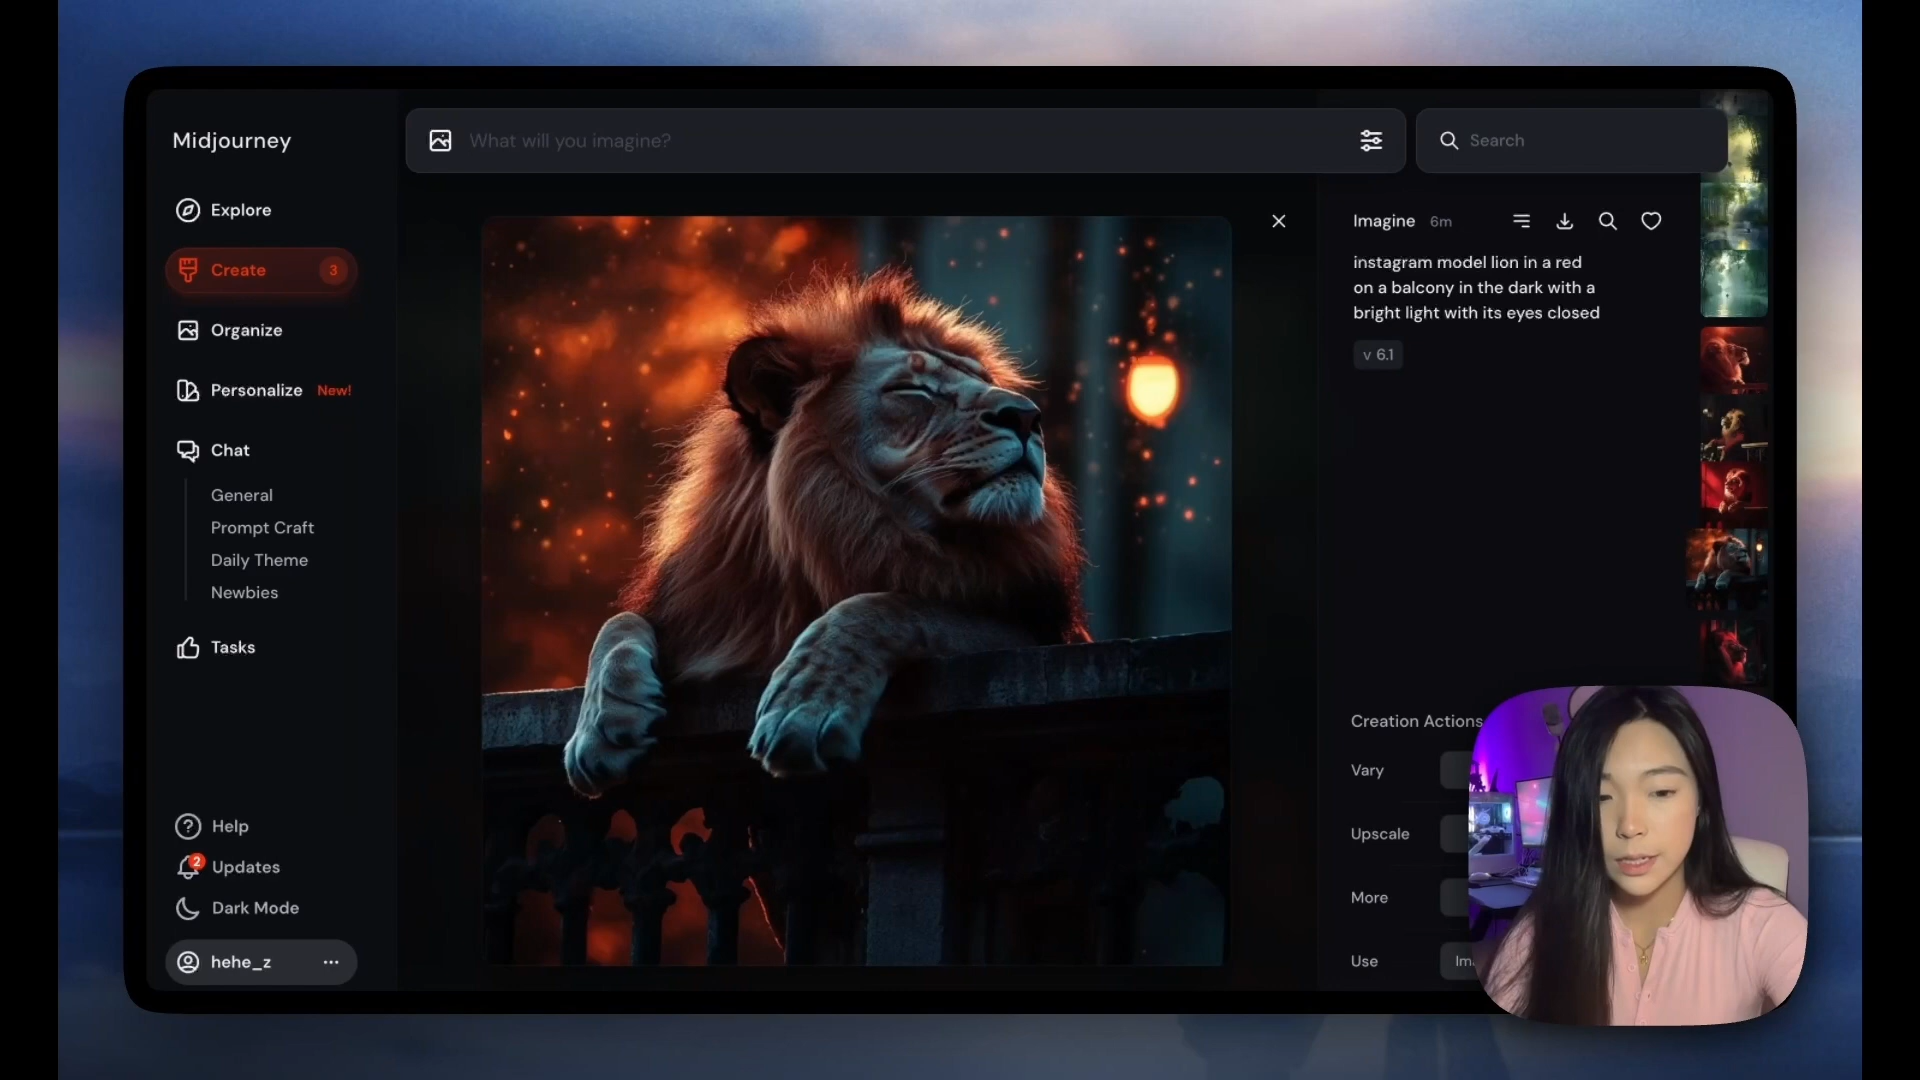 Midjourney
What will you imagine?
Search
Explore
Create 3
Organize
Personalize New!
Chat
General
Prompt Craft
Daily Theme
Newbies
Tasks
Help
2
Updates
Dark Mode
hehe_z
Imagine 6m
instagram model lion in a red
on a balcony in the dark with a
bright light with its eyes closed
v 6.1
Creation Actions
Vary
Upscale
More
Use